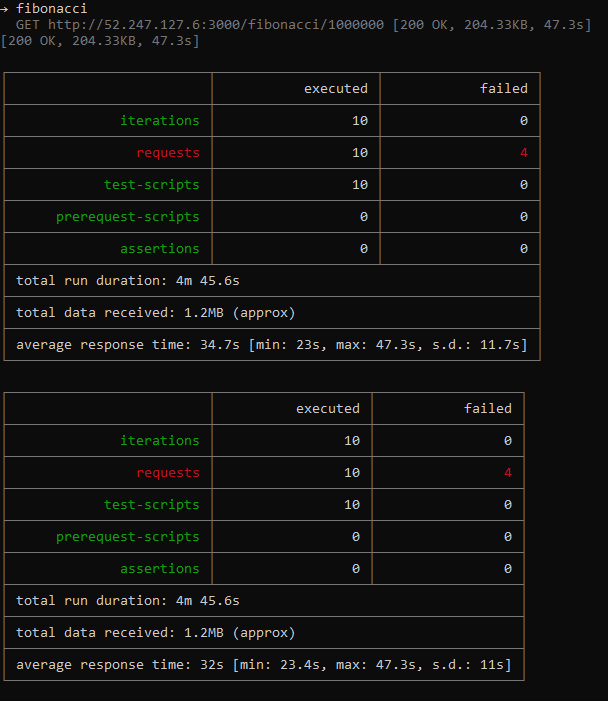 → fibonacci
GET http://52.247.127.6:3000/fibonacci/1000000 [200 OK, 204.33KB, 47.3s]
[200 OK, 204.33KB, 47.3s]
executed failed
iterations 10 0
requests 10 4
test-scripts 10 0
prerequest-scripts 0 0
assertions 0 0
total run duration: 4m 45.6s
total data received: 1.2MB (approx)
average response time: 34.7s [min: 23s, max: 47.3s, s.d.: 11.7s]
executed failed
iterations 10 0
requests 10 4
test-scripts 10 0
prerequest-scripts 0 0
assertions 0 0
total run duration: 4m 45.6s
total data received: 1.2MB (approx)
average response time: 32s [min: 23.4s, max: 47.3s, s.d.: 11s]